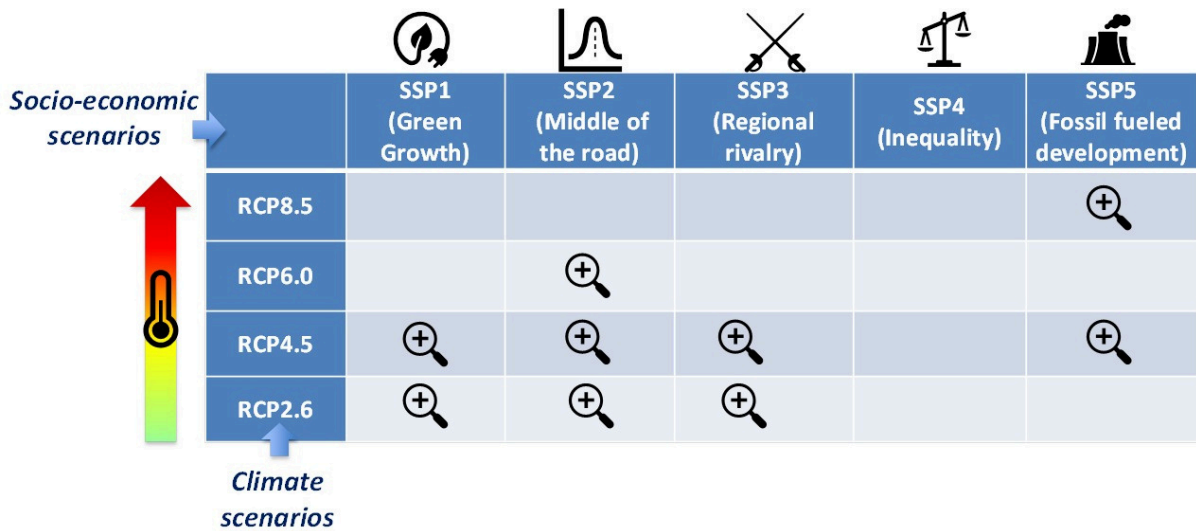 Socio-economic
scenarios
SSP1
(Green
Growth)
SSP2
(Middle of
the road)
SSP3
(Regional
rivalry)
SSP4
(Inequality)
SSP5
(Fossil fueled
development)
RCP8.5
RCP6.0
RCP4.5
RCP2.6
Climate
scenarios